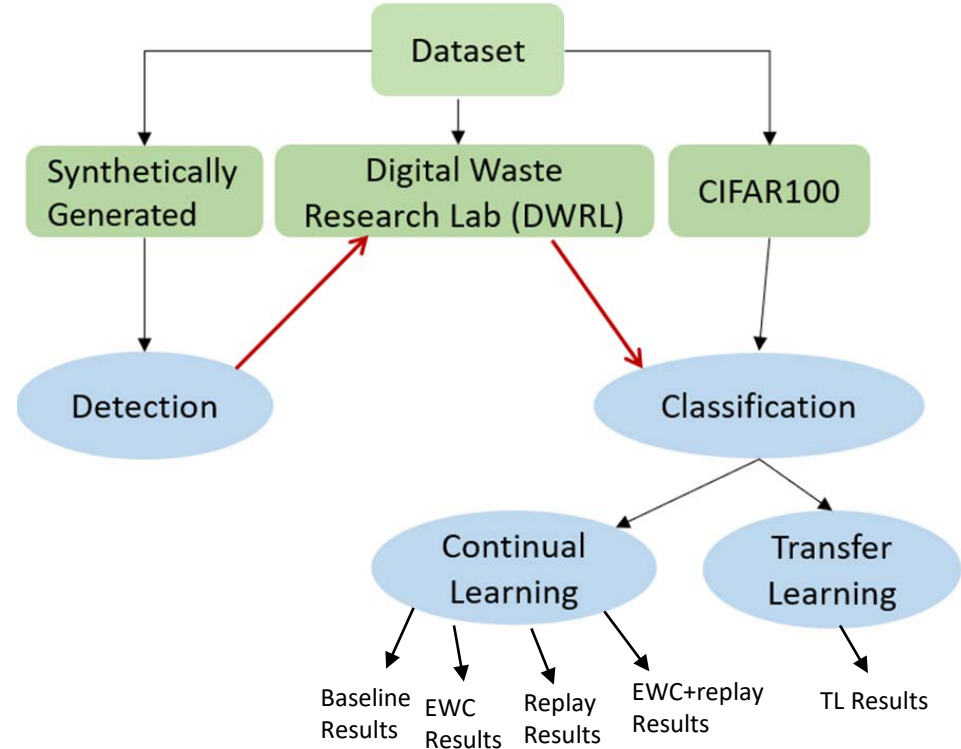 Dataset
Synthetically
Generated
Digital Waste
Research Lab (DWRL)
CIFAR100
Detection
Classification
Continual
Learning
Transfer
Learning
Baseline
Results
EWC
Results
Replay
Results
EWC+replay
Results
TL Results